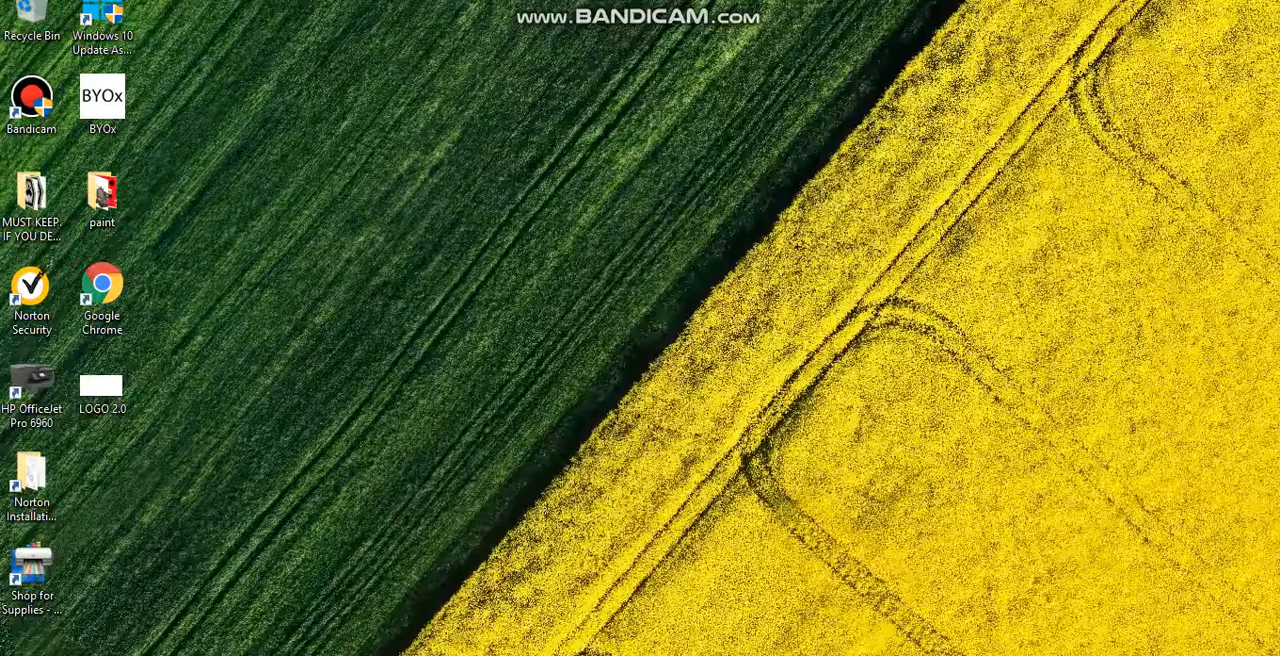 www.BANDICAM.com
Recycle Bin
Windows 10
Update As...
Bandicam
BYOx
BYOx
MUST KEEP.
IF YOU DE...
paint
Norton
Security
Google
Chrome
HP OfficeJet
Pro 6960
LOGO 2.0
Norton
Installati...
Shop for
Supplies - ...